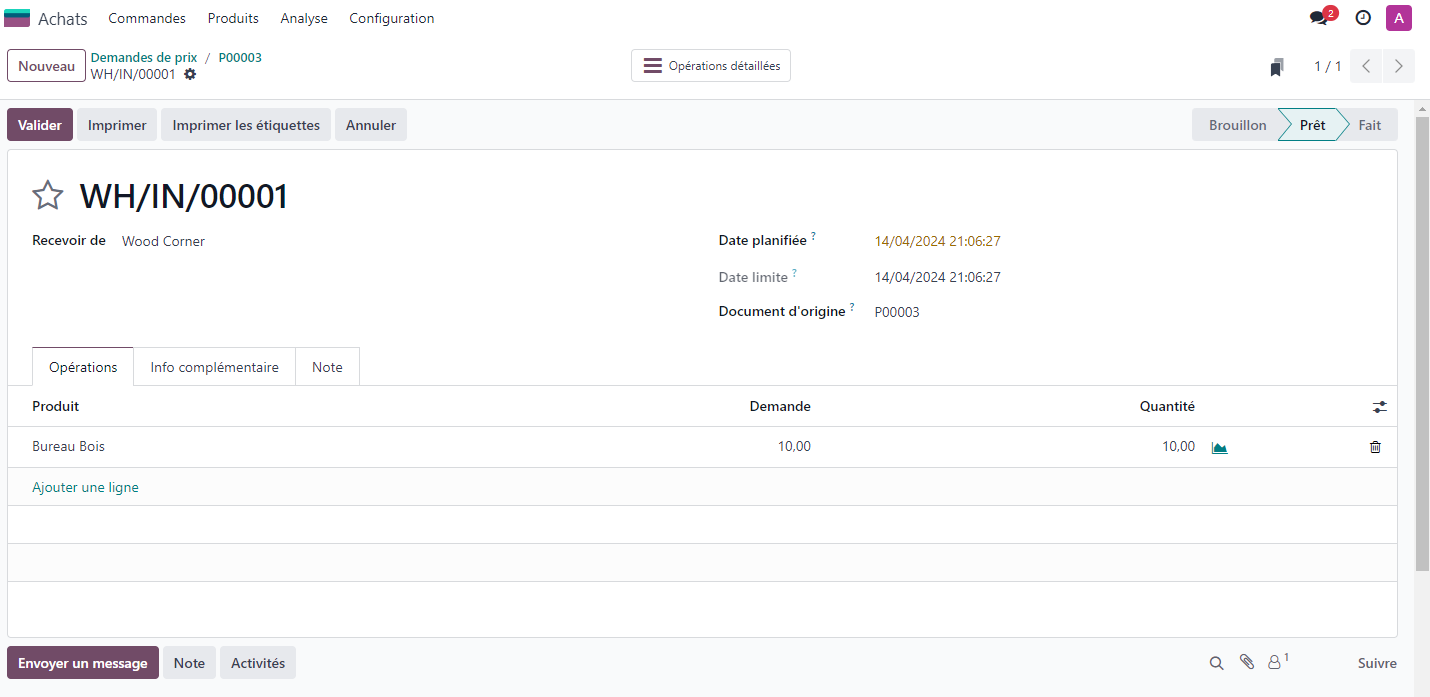 Achats Commandes Produits Analyse Configuration 2 A
Nouveau Demandes de prix / P00003 Opérations détaillées 1 / 1
WH/IN/00001
Valider Imprimer Imprimer les étiquettes Annuler Brouillon Prêt Fait
WH/IN/00001
Recevoir de Wood Corner Date planifiée ? 14/04/2024 21:06:27
Date limite ? 14/04/2024 21:06:27
Document d'origine ? P00003
Opérations Info complémentaire Note
Produit Demande Quantité
Bureau Bois 10,00 10,00
Ajouter une ligne
Envoyer un message Note Activités 1 Suivre